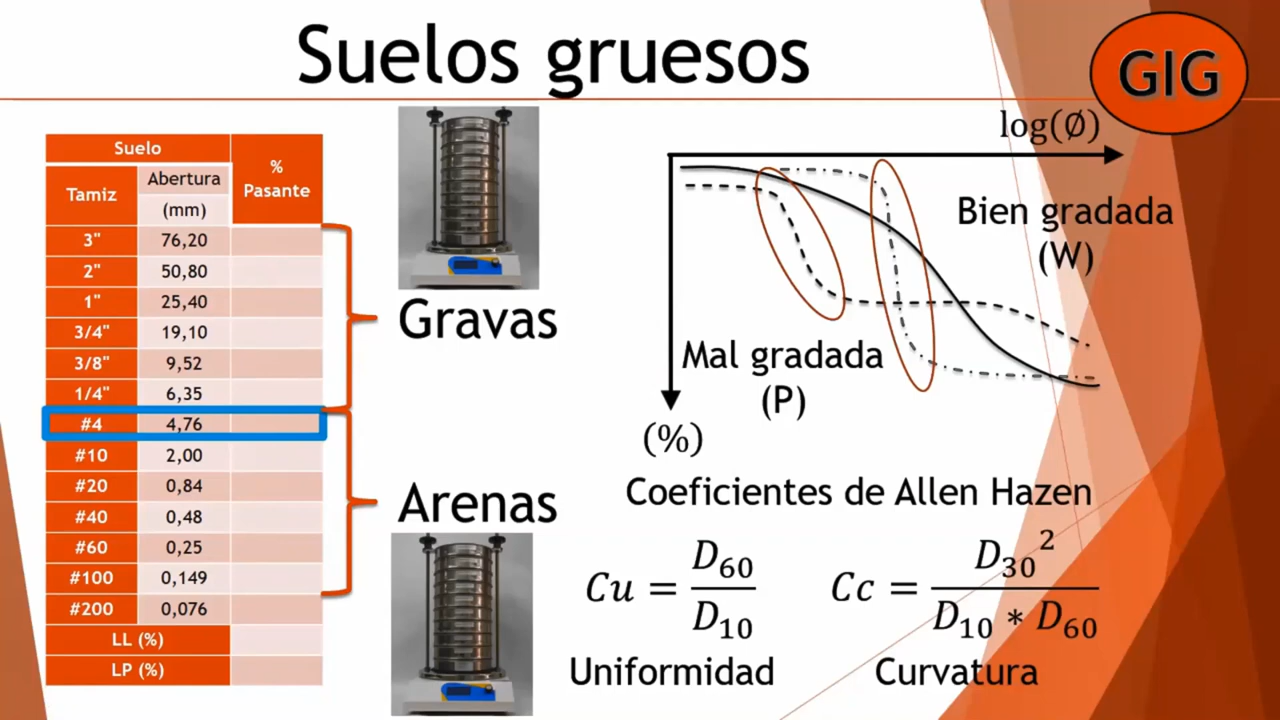 Suelos gruesos
GIG
Suelo
% Pasante
Tamiz
Abertura
(mm)
3" 76,20
2" 50,80
1" 25,40
3/4" 19,10
3/8" 9,52
1/4" 6,35
#4 4,76
#10 2,00
#20 0,84
#40 0,48
#60 0,25
#100 0,149
#200 0,076
LL (%)
LP (%)
Gravas
Arenas
log(Ø)
Bien gradada
(W)
Mal gradada
(P)
(%)
Coeficientes de Allen Hazen
Cu = D60 / D10
Cc = D30² / D10 * D60
Uniformidad
Curvatura